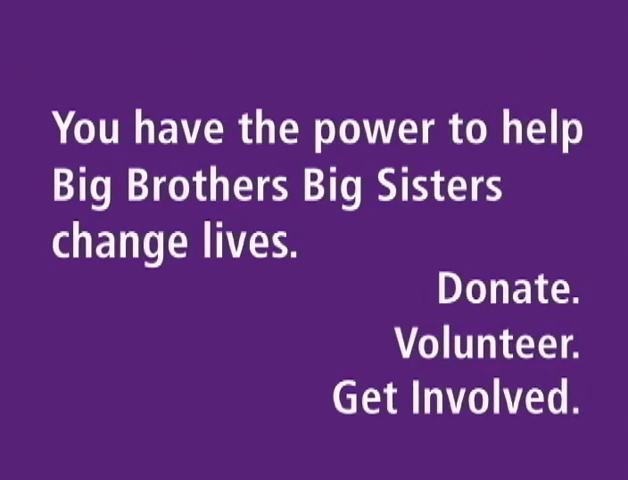 You have the power to help
Big Brothers Big Sisters
change lives.
Donate.
Volunteer.
Get Involved.